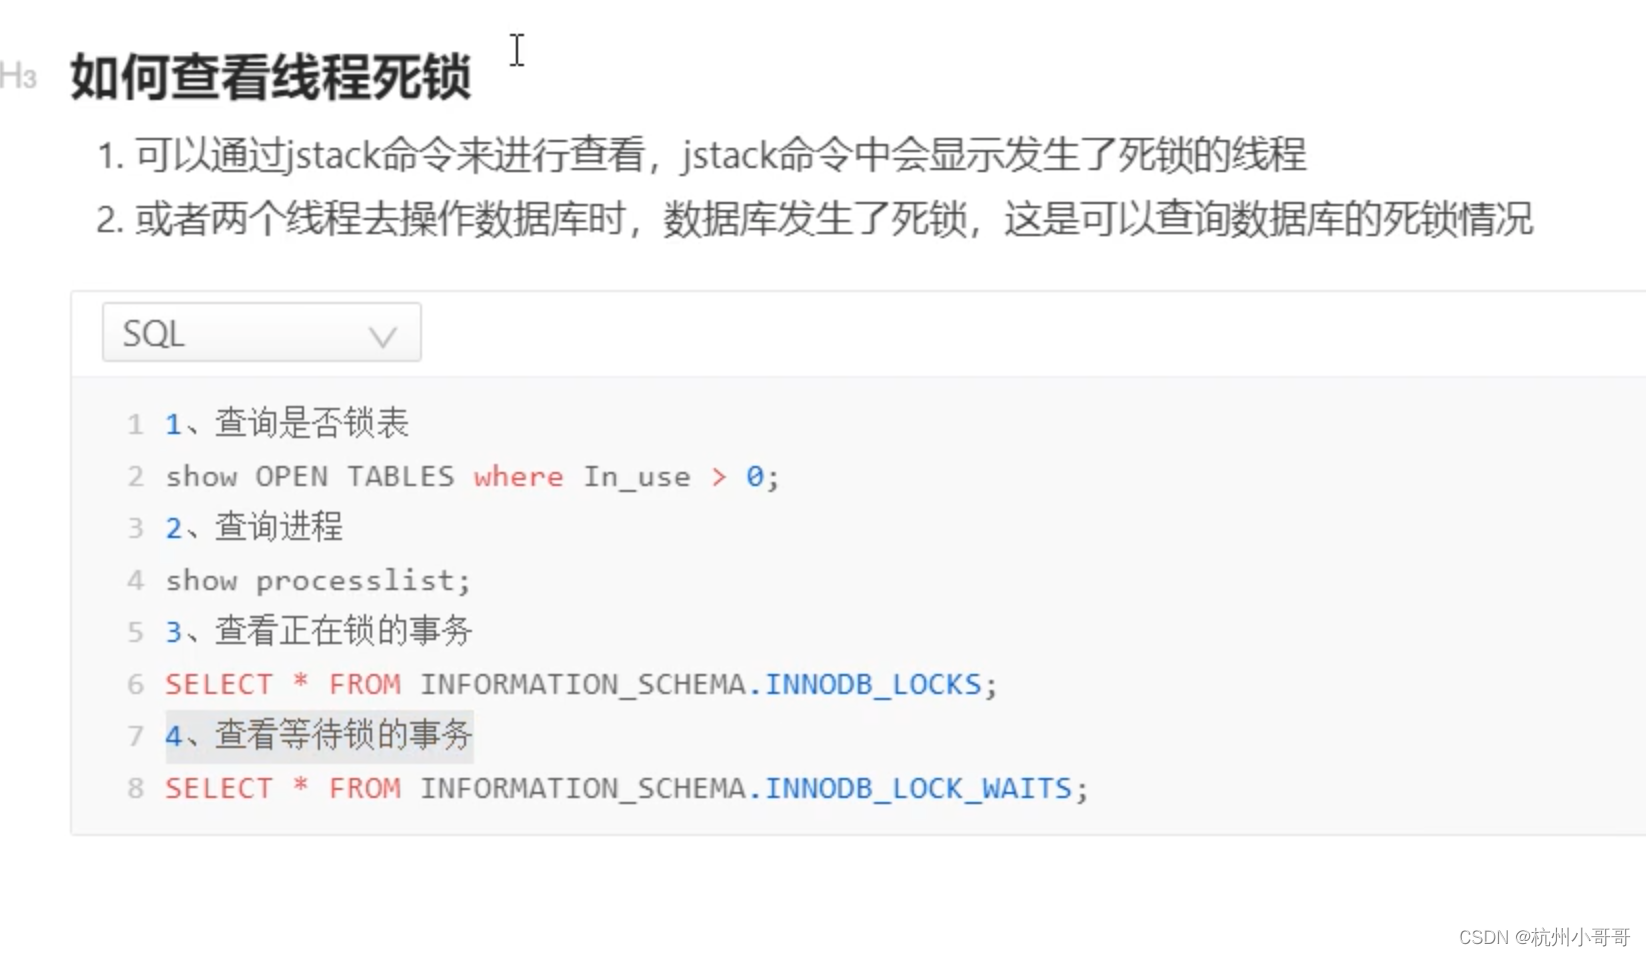 H3
如何查看线程死锁
1. 可以通过jstack命令来进行查看，jstack命令中会显示发生了死锁的线程
2. 或者两个线程去操作数据库时，数据库发生了死锁，这是可以查询数据库的死锁情况
SQL
1 1、查询是否锁表
2 show OPEN TABLES where In_use > 0;
3 2、查询进程
4 show processlist;
5 3、查看正在锁的事务
6 SELECT * FROM INFORMATION_SCHEMA.INNODB_LOCKS;
7 4、查看等待锁的事务
8 SELECT * FROM INFORMATION_SCHEMA.INNODB_LOCK_WAITS;
CSDN @杭州小哥哥